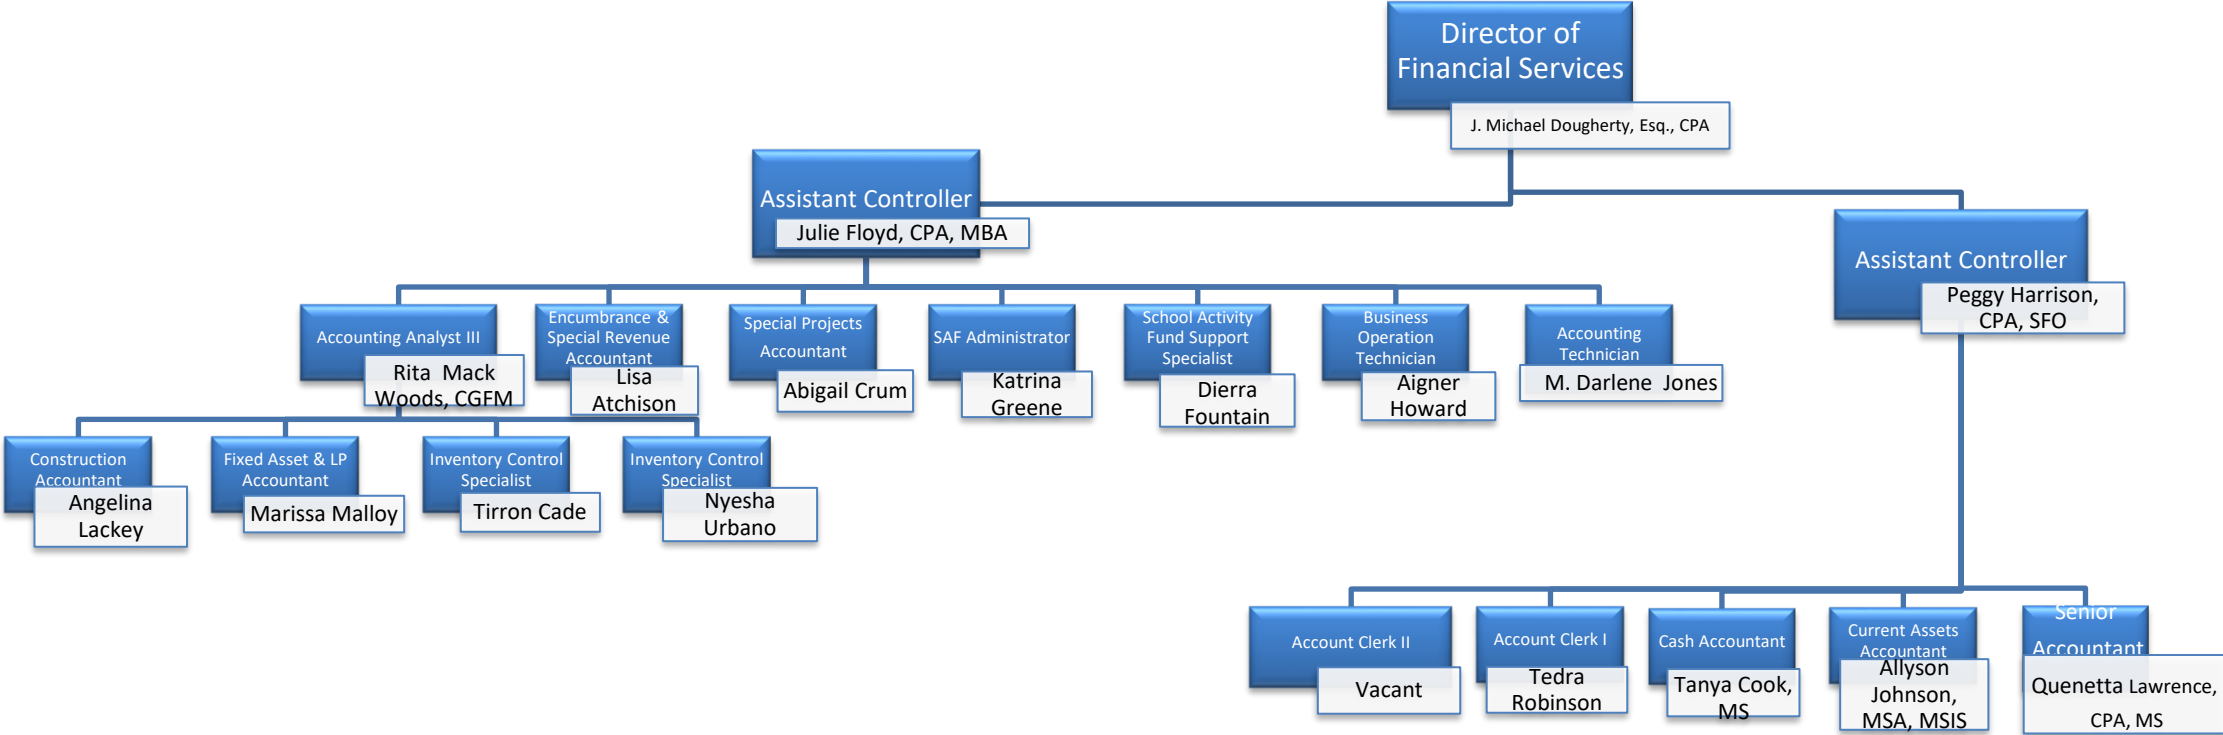 Director of
Financial Services
J. Michael Dougherty, Esq., CPA
Assistant Controller
Julie Floyd, CPA, MBA
Assistant Controller
Peggy Harrison,
CPA, SFO
Accounting Analyst III
Rita Mack
Woods, CGFM
Encumbrance &
Special Revenue
Accountant
Lisa
Atchison
Special Projects
Accountant
Abigail Crum
SAF Administrator
Katrina
Greene
School Activity
Fund Support
Specialist
Dierra
Fountain
Business
Operation
Technician
Aigner
Howard
Accounting
Technician
M. Darlene Jones
Construction
Accountant
Angelina
Lackey
Fixed Asset & LP
Accountant
Marissa Malloy
Inventory Control
Specialist
Tirron Cade
Inventory Control
Specialist
Nyesha
Urbano
Account Clerk II
Vacant
Account Clerk I
Tedra
Robinson
Cash Accountant
Tanya Cook,
MS
Current Assets
Accountant
Allyson
Johnson,
MSA, MSIS
Senior
Accountant
Quenetta Lawrence,
CPA, MS